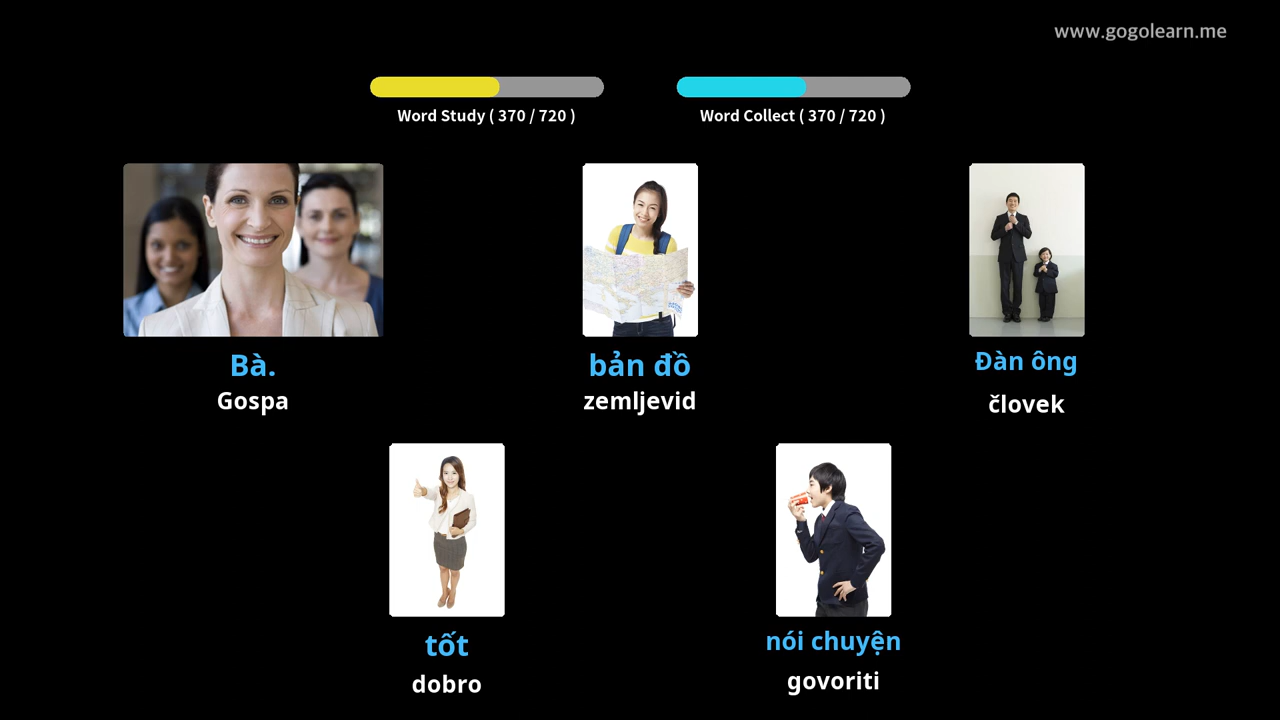 www.gogolearn.me
Word Study ( 370 / 720 )
Word Collect ( 370 / 720 )
Bà.
Gospa
bản đồ
zemljevid
Đàn ông
človek
tốt
dobro
nói chuyện
govoriti